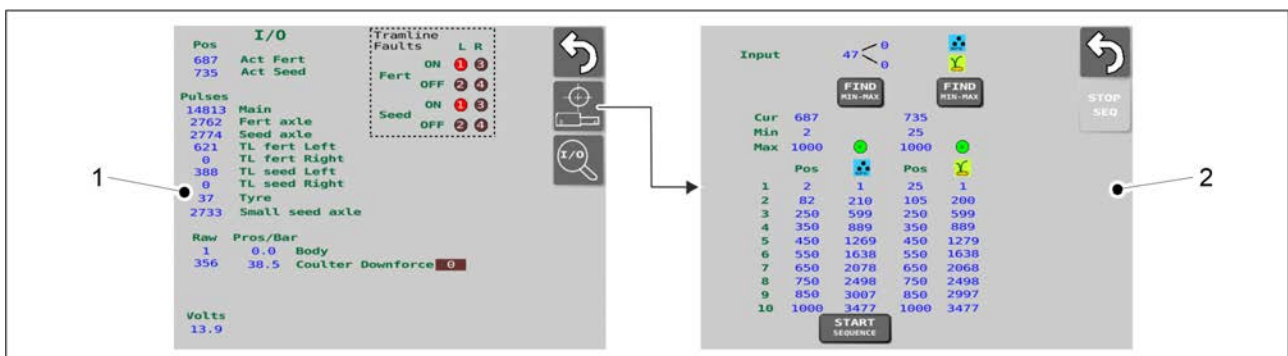 1
I/O
Pos
687 Act Fert
735 Act Seed
Tramline
Faults L R
Fert ON 1 3
OFF 2 4
Seed ON 1 3
OFF 2 4
Pulses
14813 Main
2762 Fert axle
2774 Seed axle
621 TL fert Left
0 TL fert Right
388 TL seed Left
0 TL seed Right
37 Tyre
2733 Small seed axle
Raw Pros/Bar
1 0.0 Body
356 38.5 Coulter Downforce 0
Volts
13.9
I/O
2
Input 47 0
0
FIND
MIN-MAX
FIND
MIN-MAX
STOP
SEQ
Cur 687 735
Min 2 25
Max 1000 1000
Pos Pos
1 2 1 25 1
2 82 210 105 200
3 250 599 250 599
4 350 889 350 889
5 450 1269 450 1279
6 550 1638 550 1638
7 650 2078 650 2068
8 750 2498 750 2498
9 850 3007 850 2997
10 1000 3477 1000 3477
START
SEQUENCE